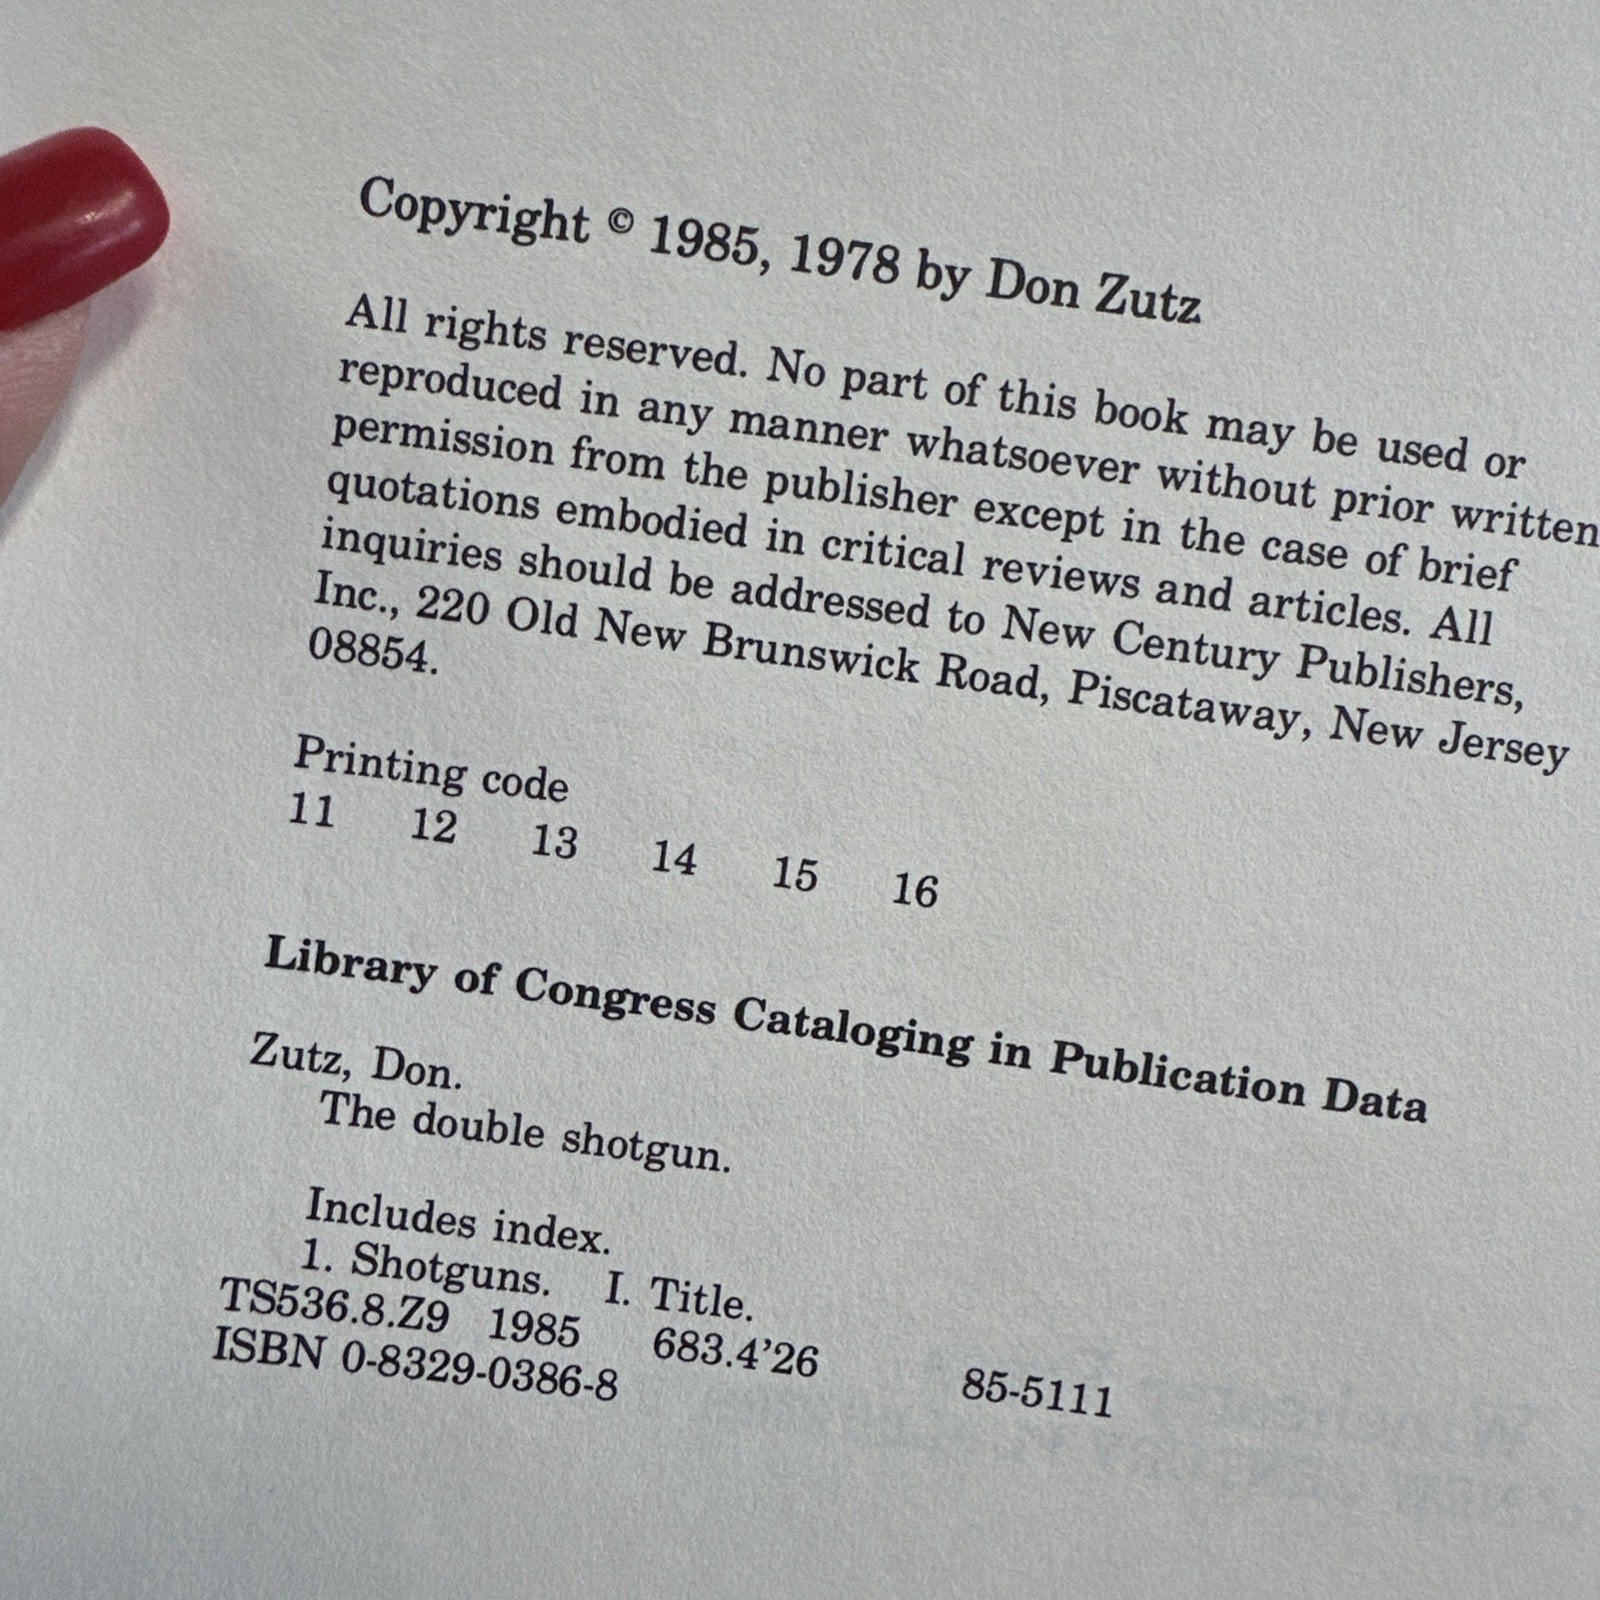 Copyright © 1985, 1978 by Don Zutz
All rights reserved. No part of this book may be used or
reproduced in any manner whatsoever without prior written
permission from the publisher except in the case of brief
quotations embodied in critical reviews and articles. All
inquiries should be addressed to New Century Publishers,
Inc., 220 Old New Brunswick Road, Piscataway, New Jersey
08854.
Printing code
11 12 13 14 15 16
Library of Congress Cataloging in Publication Data
Zutz, Don.
The double shotgun.
Includes index.
1. Shotguns. I. Title.
TS536.8.Z9 1985 683.4’26 85-5111
ISBN 0-8329-0386-8